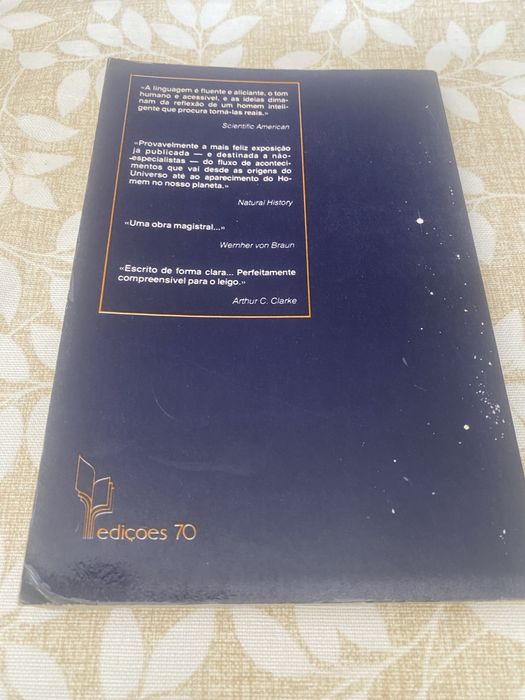 «A linguagem é fluente e aliciante, o tom
humano e acessível, e as ideias dima-
nam da reflexão de um homem inteli-
gente que procura torná-las reais.»
Scientific American
«Provavelmente a mais feliz exposição
já publicada — e destinada a não-
-especialistas — do fluxo de aconteci-
mentos que vai desde as origens do
Universo até ao aparecimento do Ho-
mem no nosso planeta.»
Natural History
«Uma obra magistral...»
Wernher von Braun
«Escrito de forma clara... Perfeitamente
compreensível para o leigo.»
Arthur C. Clarke
edições 70